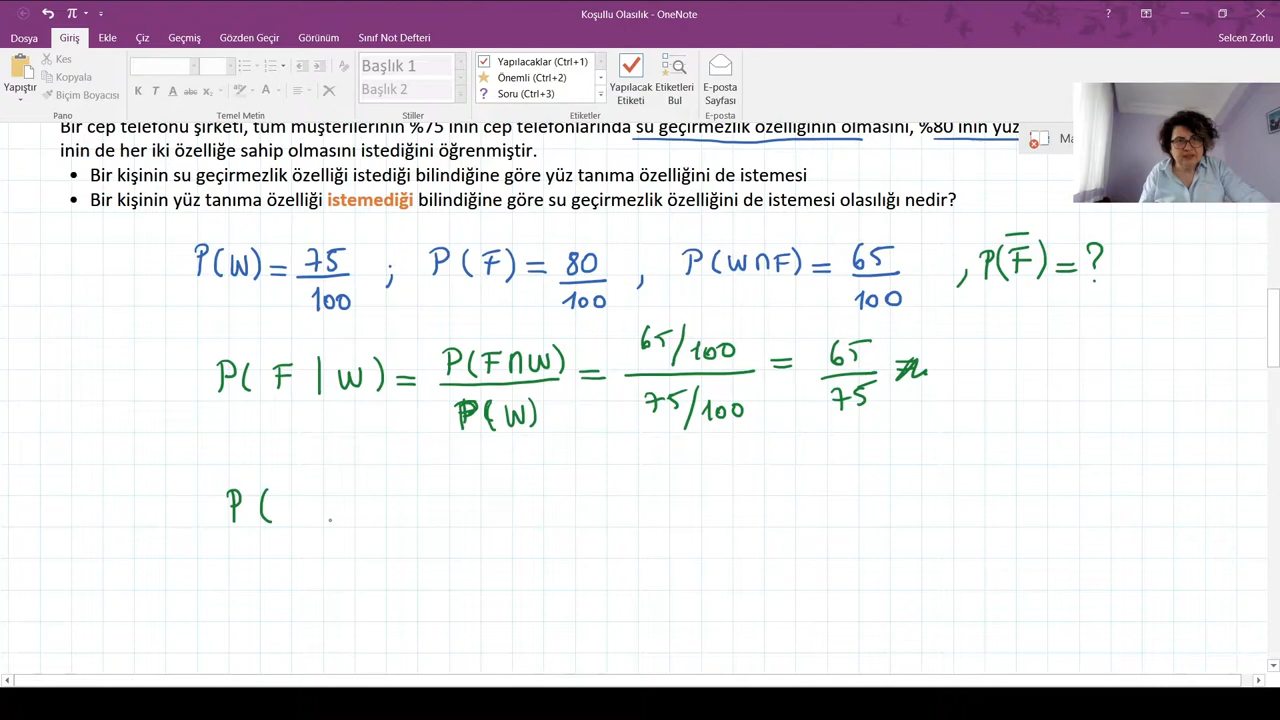 Koşullu Olasılık - OneNote
Dosya Giriş Ekle Çiz Geçmiş Gözden Geçir Görünüm Sınıf Not Defteri Selcen Zorlu
Yapıştır
Kes
Kopyala
Biçim Boyacısı
Pano
Temel Metin
Başlık 1
Başlık 2
Stiller
Yapılacaklar (Ctrl+1)
Önemli (Ctrl+2)
Soru (Ctrl+3)
Yapılacak Etiketi
Etiketleri Bul
Etiketler
E-posta Sayfası
E-posta
Bir cep telefonu şirketi, tüm müşterilerinin %75'inin cep telefonlarında su geçirmezlik özelliğinin olmasını, %80'inin yüz
inin de her iki özelliğe sahip olmasını istediğini öğrenmiştir.
• Bir kişinin su geçirmezlik özelliği istediği bilindiğine göre yüz tanıma özelliğini de istemesi
• Bir kişinin yüz tanıma özelliği istemediği bilindiğine göre su geçirmezlik özelliğini de istemesi olasılığı nedir?
P(W) = 75/100 ; P(F) = 80/100 , P(W∩F) = 65/100 , P(F̅) = ?
P(F|W) = P(F∩W)/P(W) = (65/100)/(75/100) = 65/75
P(